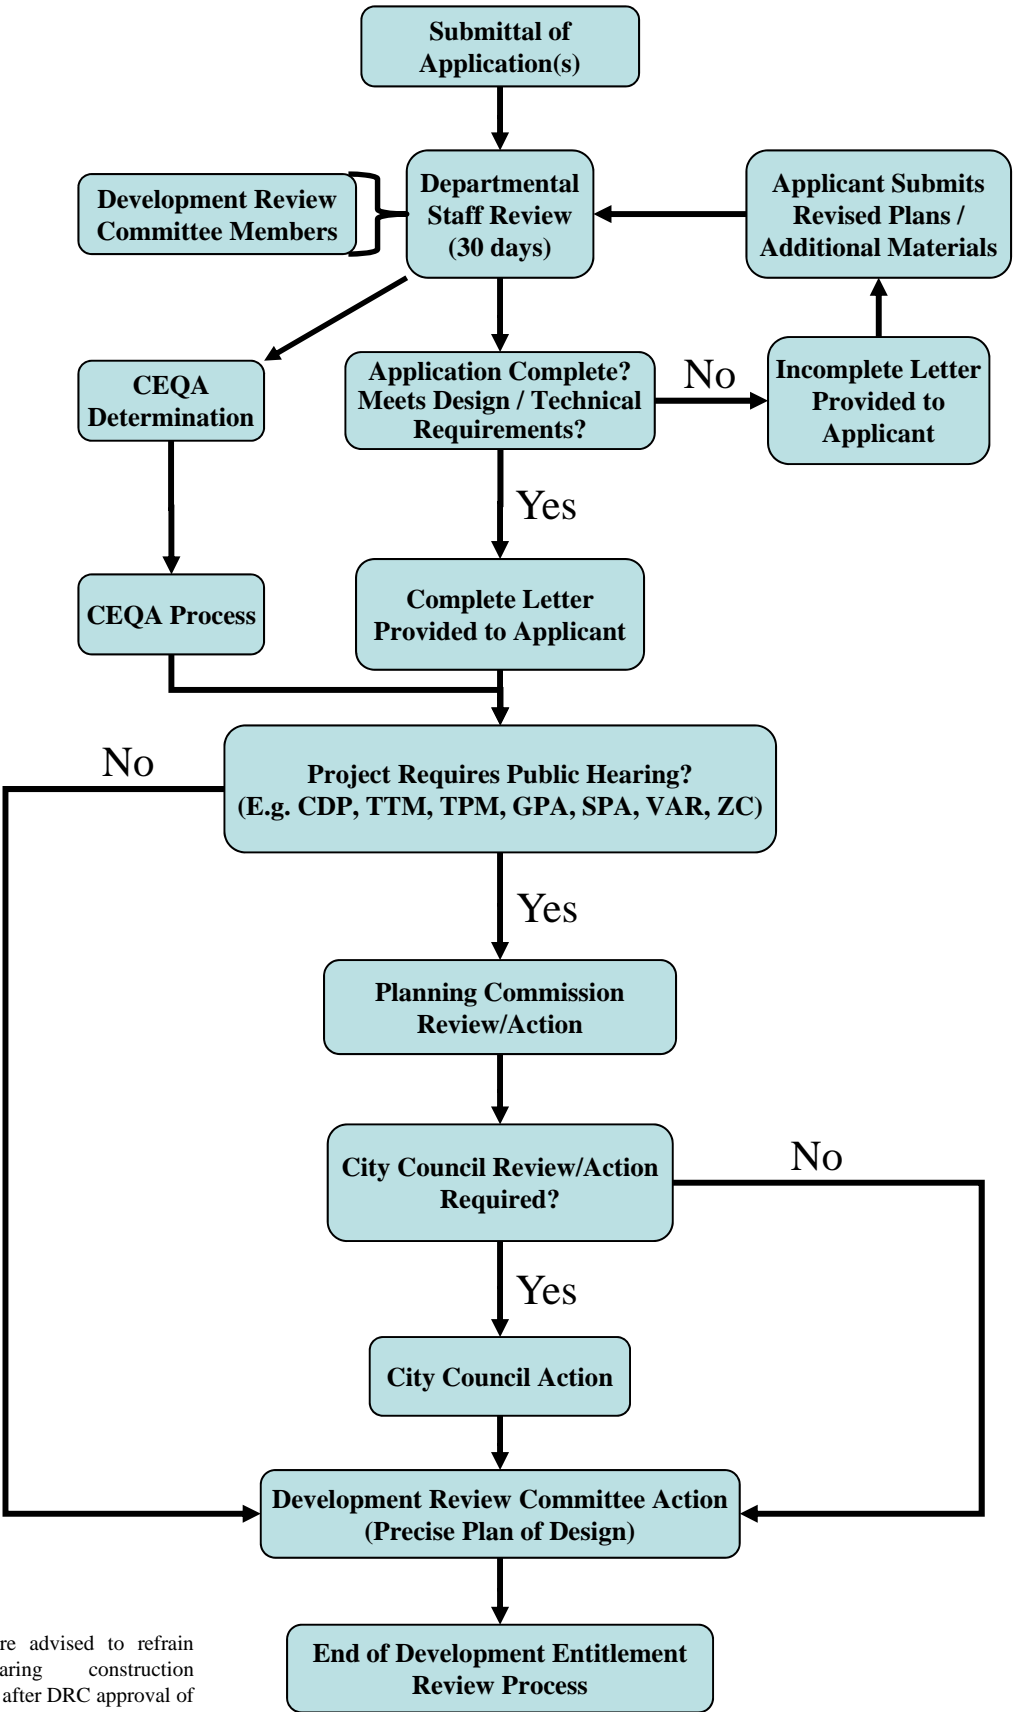 Submittal of
Application(s)
Development Review
Committee Members
Departmental
Staff Review
(30 days)
Applicant Submits
Revised Plans /
Additional Materials
CEQA
Determination
Application Complete?
Meets Design / Technical
Requirements?
No
Incomplete Letter
Provided to
Applicant
Yes
CEQA Process
Complete Letter
Provided to Applicant
No
Project Requires Public Hearing?
(E.g. CDP, TTM, TPM, GPA, SPA, VAR, ZC)
Yes
Planning Commission
Review/Action
City Council Review/Action
Required?
No
Yes
City Council Action
Development Review Committee Action
(Precise Plan of Design)
End of Development Entitlement
Review Process
advised to refrain
construction
after DRC approval of